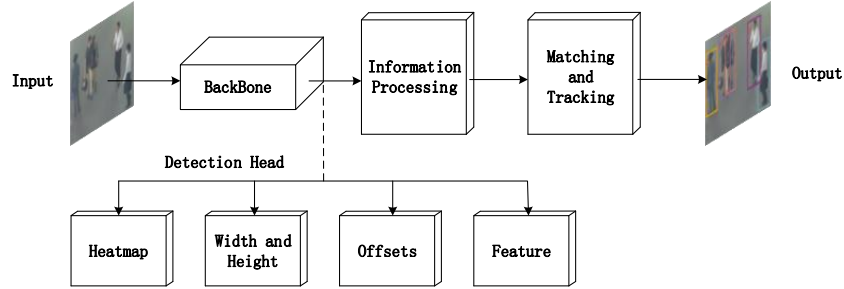 Input
BackBone
Information
Processing
Matching
and
Tracking
Output
Detection Head
Heatmap
Width and
Height
Offsets
Feature